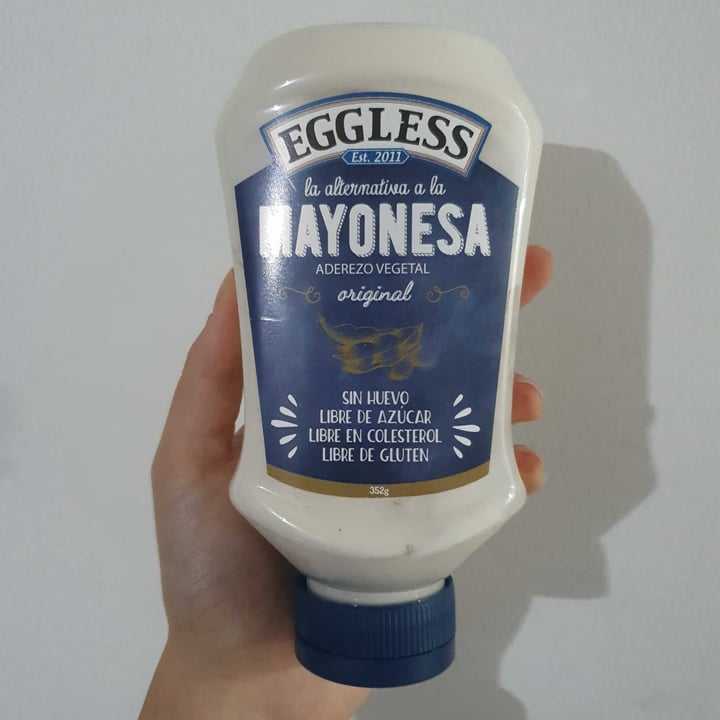 EGGLESS
Est. 2011
la alternativa a la
MAYONESA
ADEREZO VEGETAL
original
SIN HUEVO
LIBRE DE AZÚCAR
LIBRE EN COLESTEROL
LIBRE DE GLUTEN
352g